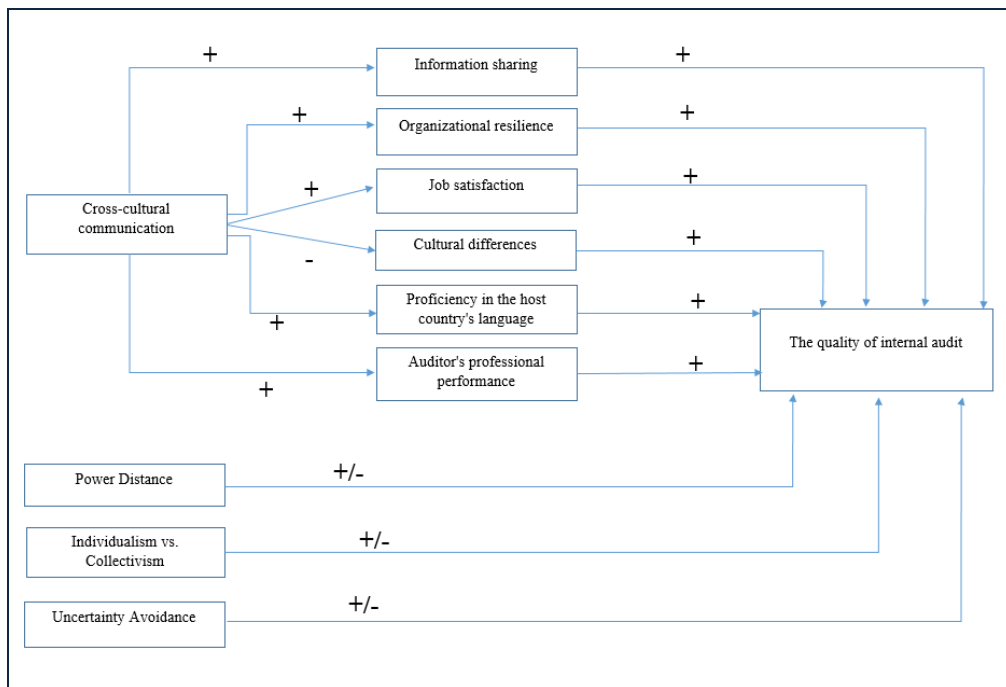 +
Information sharing
+
+
Organizational resilience
+
+
Job satisfaction
+
Cross-cultural
communication
-
Cultural differences
+
+
Proficiency in the host
country's language
+
The quality of internal audit
+
Auditor's professional
performance
+
Power Distance
+/-
Individualism vs.
Collectivism
+/-
Uncertainty Avoidance
+/-